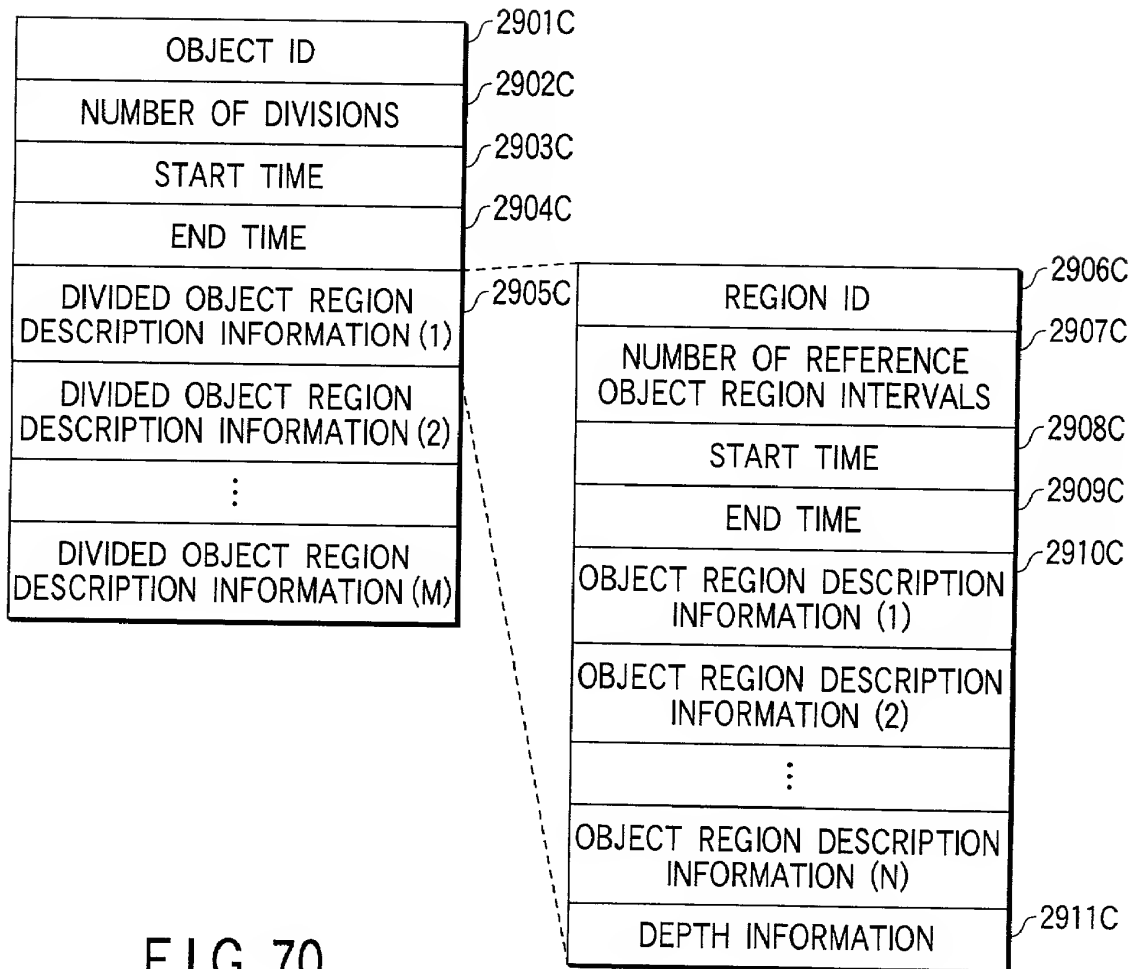 OBJECT ID
2901C
NUMBER OF DIVISIONS
2902C
START TIME
2903C
END TIME
2904C
DIVIDED OBJECT REGION
DESCRIPTION INFORMATION (1)
2905C
DIVIDED OBJECT REGION
DESCRIPTION INFORMATION (2)
⋮
DIVIDED OBJECT REGION
DESCRIPTION INFORMATION (M)
REGION ID
2906C
NUMBER OF REFERENCE
OBJECT REGION INTERVALS
2907C
START TIME
2908C
END TIME
2909C
OBJECT REGION DESCRIPTION
INFORMATION (1)
2910C
OBJECT REGION DESCRIPTION
INFORMATION (2)
⋮
OBJECT REGION DESCRIPTION
INFORMATION (N)
DEPTH INFORMATION
2911C
FIG. 70